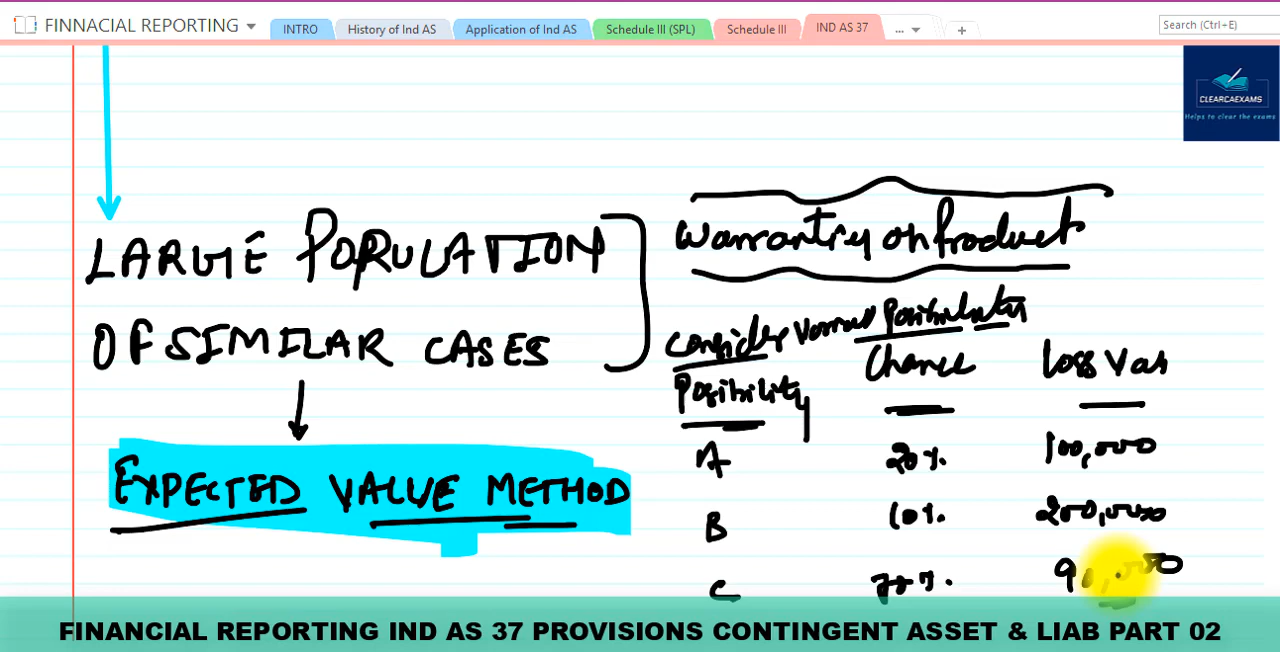 FINNACIAL REPORTING
INTRO
History of Ind AS
Application of Ind AS
Schedule III (SPL)
Schedule III
IND AS 37
...
Search (Ctrl+E)
CLEARCAEXAMS
Helps to clear the exams
LARGE POPULATION
OF SIMILAR CASES
EXPECTED VALUE METHOD
Warranty on Product
Consider Various
Posibility Chance Loss Val
A 20% 100,000
B 10% 200,000
C 70% 90,000
FINANCIAL REPORTING IND AS 37 PROVISIONS CONTINGENT ASSET & LIAB PART 02